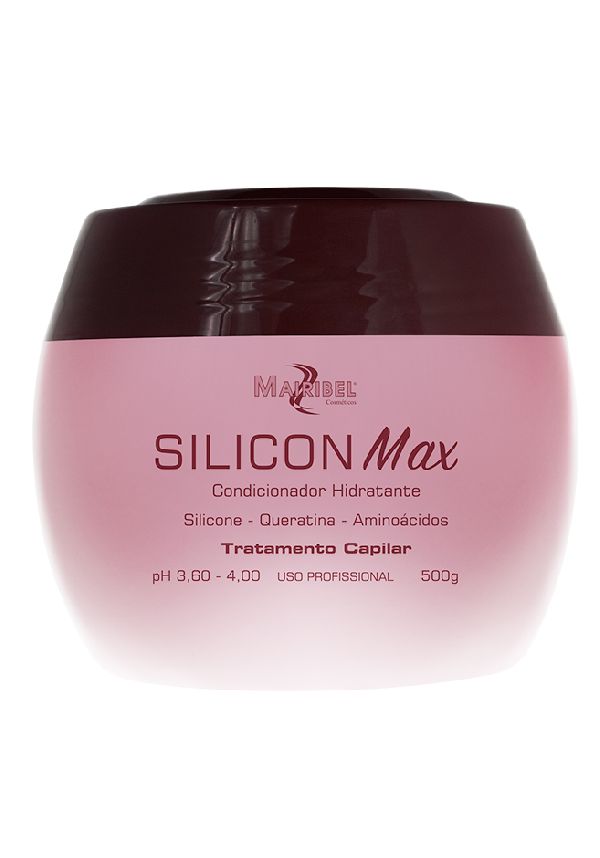 MAIRIBEL®
Cosméticos
SILICON Max
Condicionador Hidratante
Silicone - Queratina - Aminoácidos
Tratamento Capilar
pH 3,60 - 4,00 USO PROFISSIONAL 500g